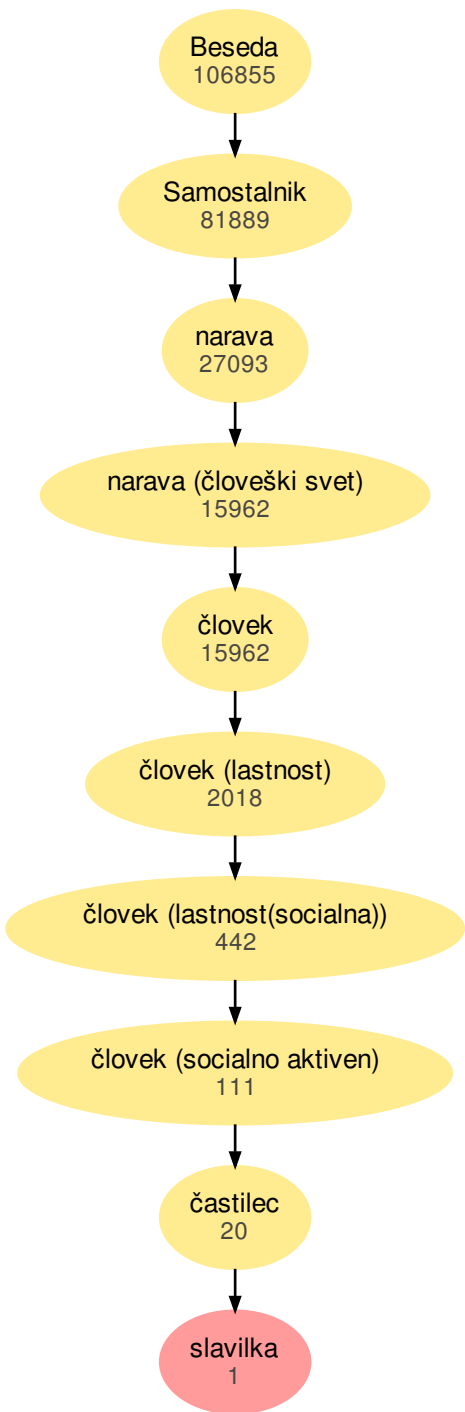 Beseda
106855
Samostalnik
81889
narava
27093
narava (človeški svet)
15962
človek
15962
človek (lastnost)
2018
človek (lastnost(socialna))
442
človek (socialno aktiven)
111
častilec
20
slavilka
1